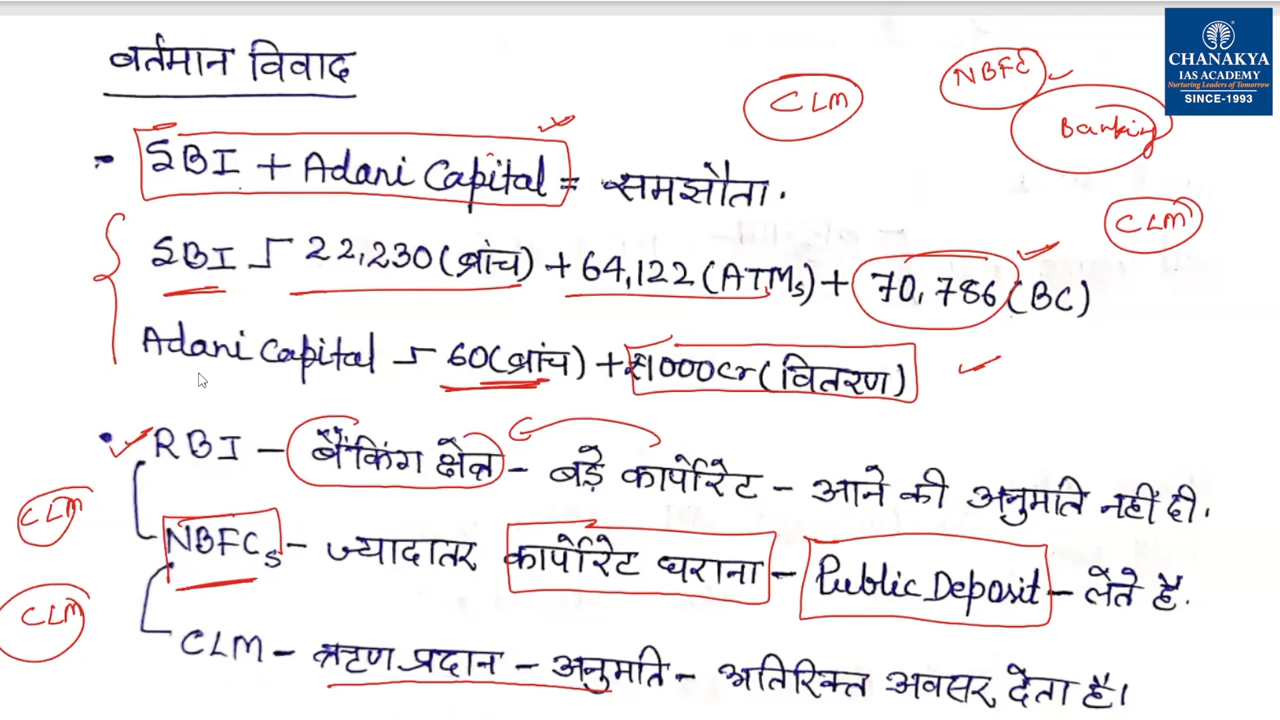 वर्तमान विवाद
CLM
NBFC
Banking
CHANAKYA
IAS ACADEMY
Nurturing Leaders of Tomorrow
SINCE-1993
- SBI + Adani Capital = समझौता.
CLM
SBI 22,230(ब्रांच) + 64,122(ATMs) + 70,786(BC)
Adani Capital 60(ब्रांच) + ₹1000Cr(वितरण)
• RBI - बैंकिंग क्षेत्र - बड़े कार्पोरेट - आने की अनुमति नहीं दी.
CLM
NBFCs - ज्यादातर कार्पोरेट घराना - Public Deposit - लेते है.
CLM
CLM - ऋण प्रदान - अनुमति - अतिरिक्त अवसर देता है।